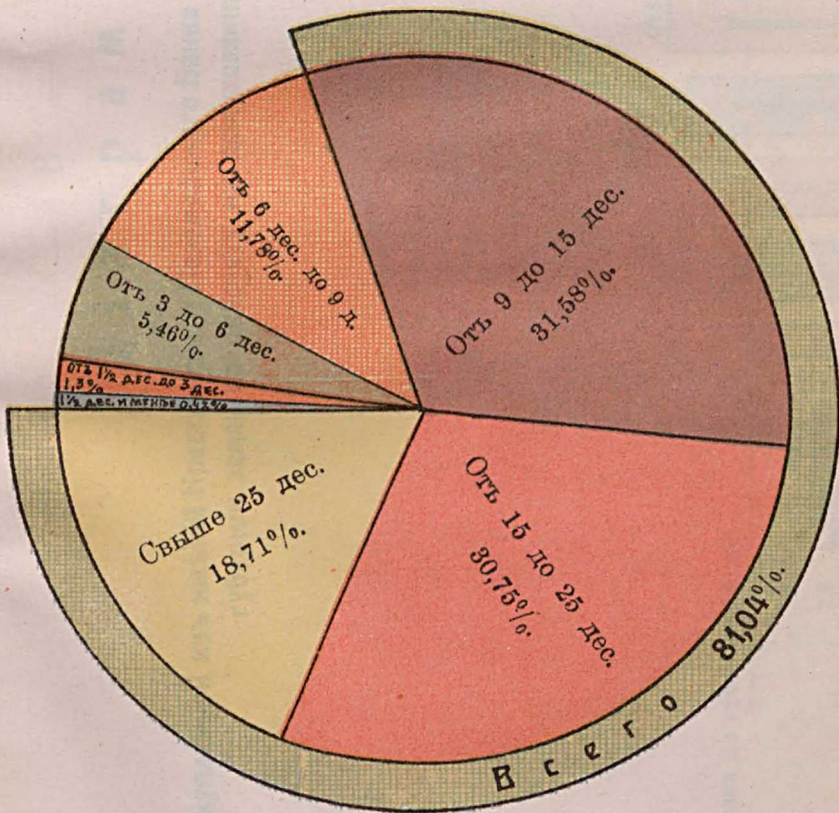 Отъ 6 дес. до 9 д.
11,78%.
Отъ 9 до 15 дес.
31,58%.
Отъ 3 до 6 дес.
5,46%.
отъ 1½ дес. до 3 дес.
1,3%
1½ дес. и менѣе 0,42%
Свыше 25 дес.
18,71%.
Отъ 15 до 25 дес.
30,75%.
Всего 81,04%.